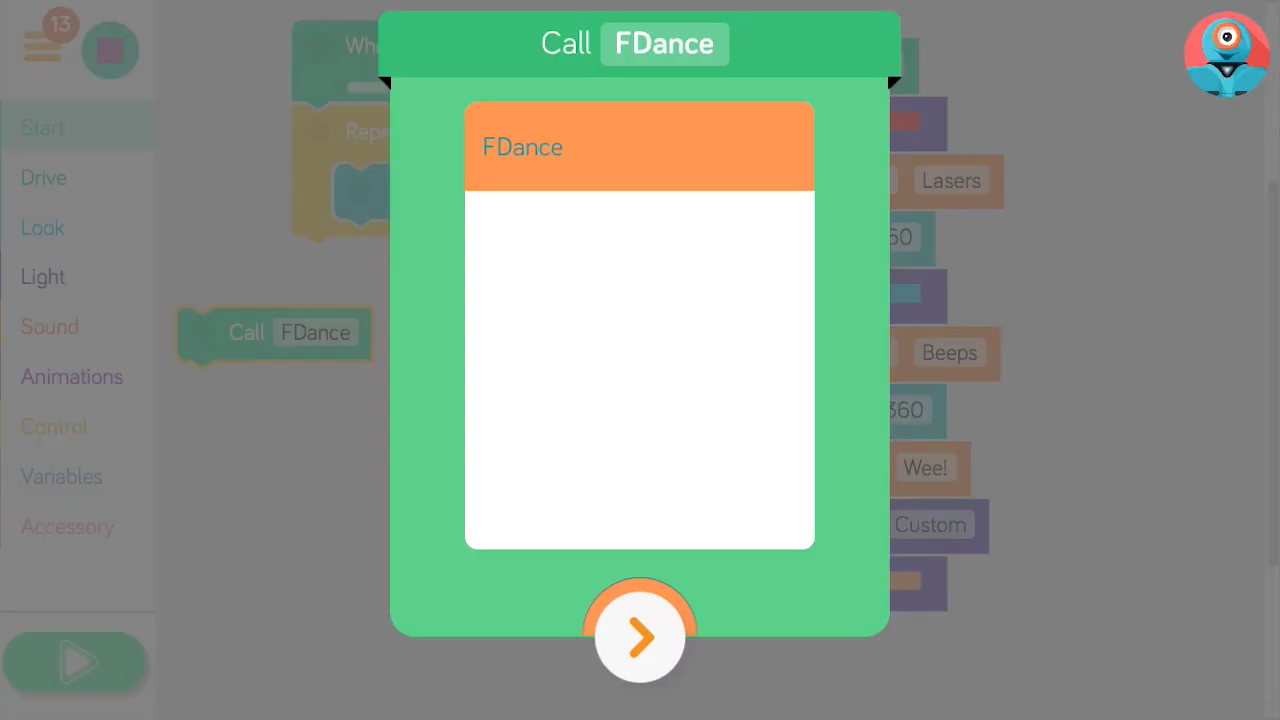 Call FDance
FDance
13
Start
Drive
Look
Light
Sound
Animations
Control
Variables
Accessory
Call FDance
Lasers
Beeps
360
Wee!
Custom